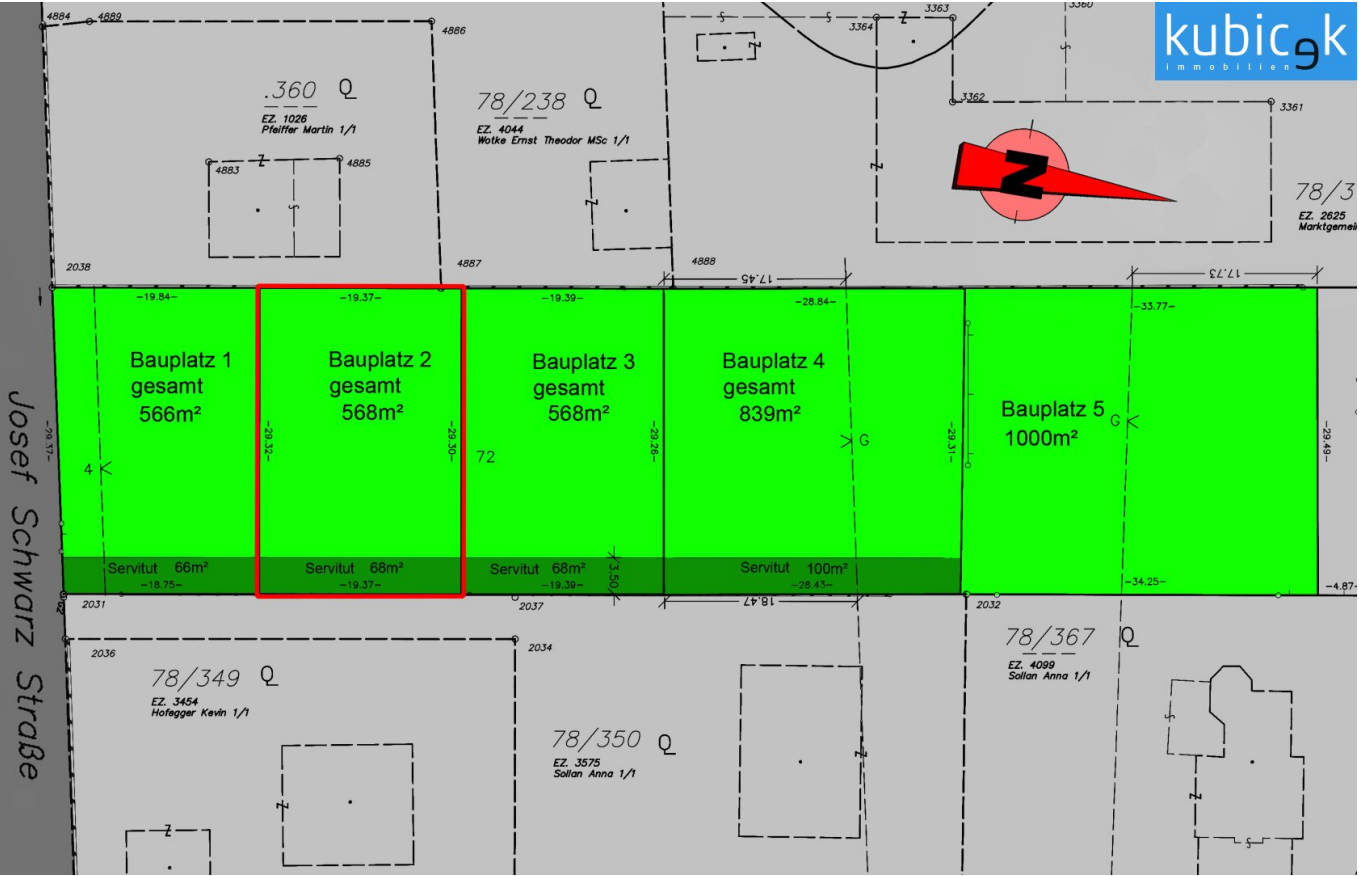 4884
4889
4886
3364
3363
3360
kubicek
immobilien
.360 Q
EZ. 1026
Pfeiffer Martin 1/1
78/238 Q
EZ. 4044
Wotke Ernst Theodor MSc 1/1
3362
3361
4883
4885
N
78/3
EZ. 2625
Marktgemei
2038
4887
4888
17.45
17.73
-19.84-
-19.37-
-19.39-
-28.84-
-33.77-
Bauplatz 1
gesamt
566m²
Bauplatz 2
gesamt
568m²
Bauplatz 3
gesamt
568m²
Bauplatz 4
gesamt
839m²
Bauplatz 5
1000m²
-29.37-
-29.32-
-29.30-
-29.26-
-29.31-
-29.49-
4
72
G
G
Josef Schwarz Straße
Servitut 66m²
-18.75-
Servitut 68m²
-19.37-
Servitut 68m²
-19.39-
3.50
Servitut 100m²
-28.43-
-34.25-
-4.87-
2031
2037
18.47
2032
2036
2034
78/349 Q
EZ. 3454
Hofegger Kevin 1/1
78/367 Q
EZ. 4099
Sollan Anna 1/1
78/350 Q
EZ. 3575
Sollan Anna 1/1